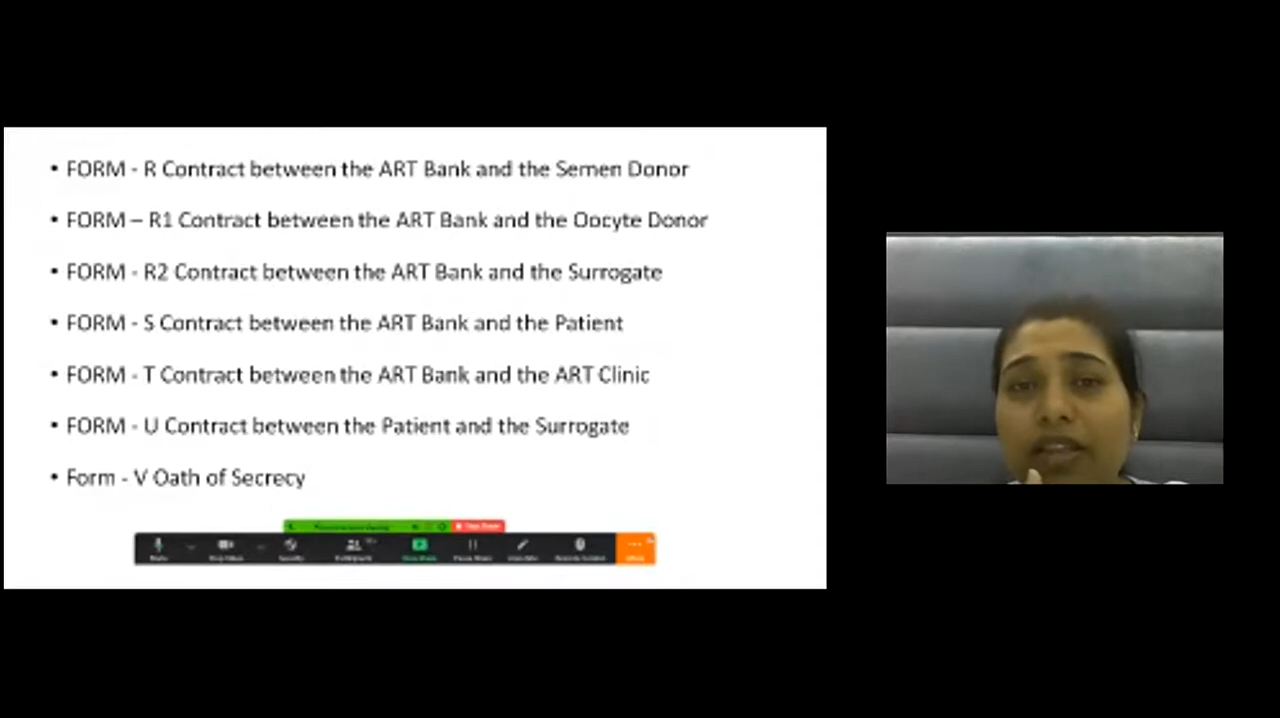 • FORM - R Contract between the ART Bank and the Semen Donor
• FORM – R1 Contract between the ART Bank and the Oocyte Donor
• FORM - R2 Contract between the ART Bank and the Surrogate
• FORM - S Contract between the ART Bank and the Patient
• FORM - T Contract between the ART Bank and the ART Clinic
• FORM - U Contract between the Patient and the Surrogate
• Form - V Oath of Secrecy